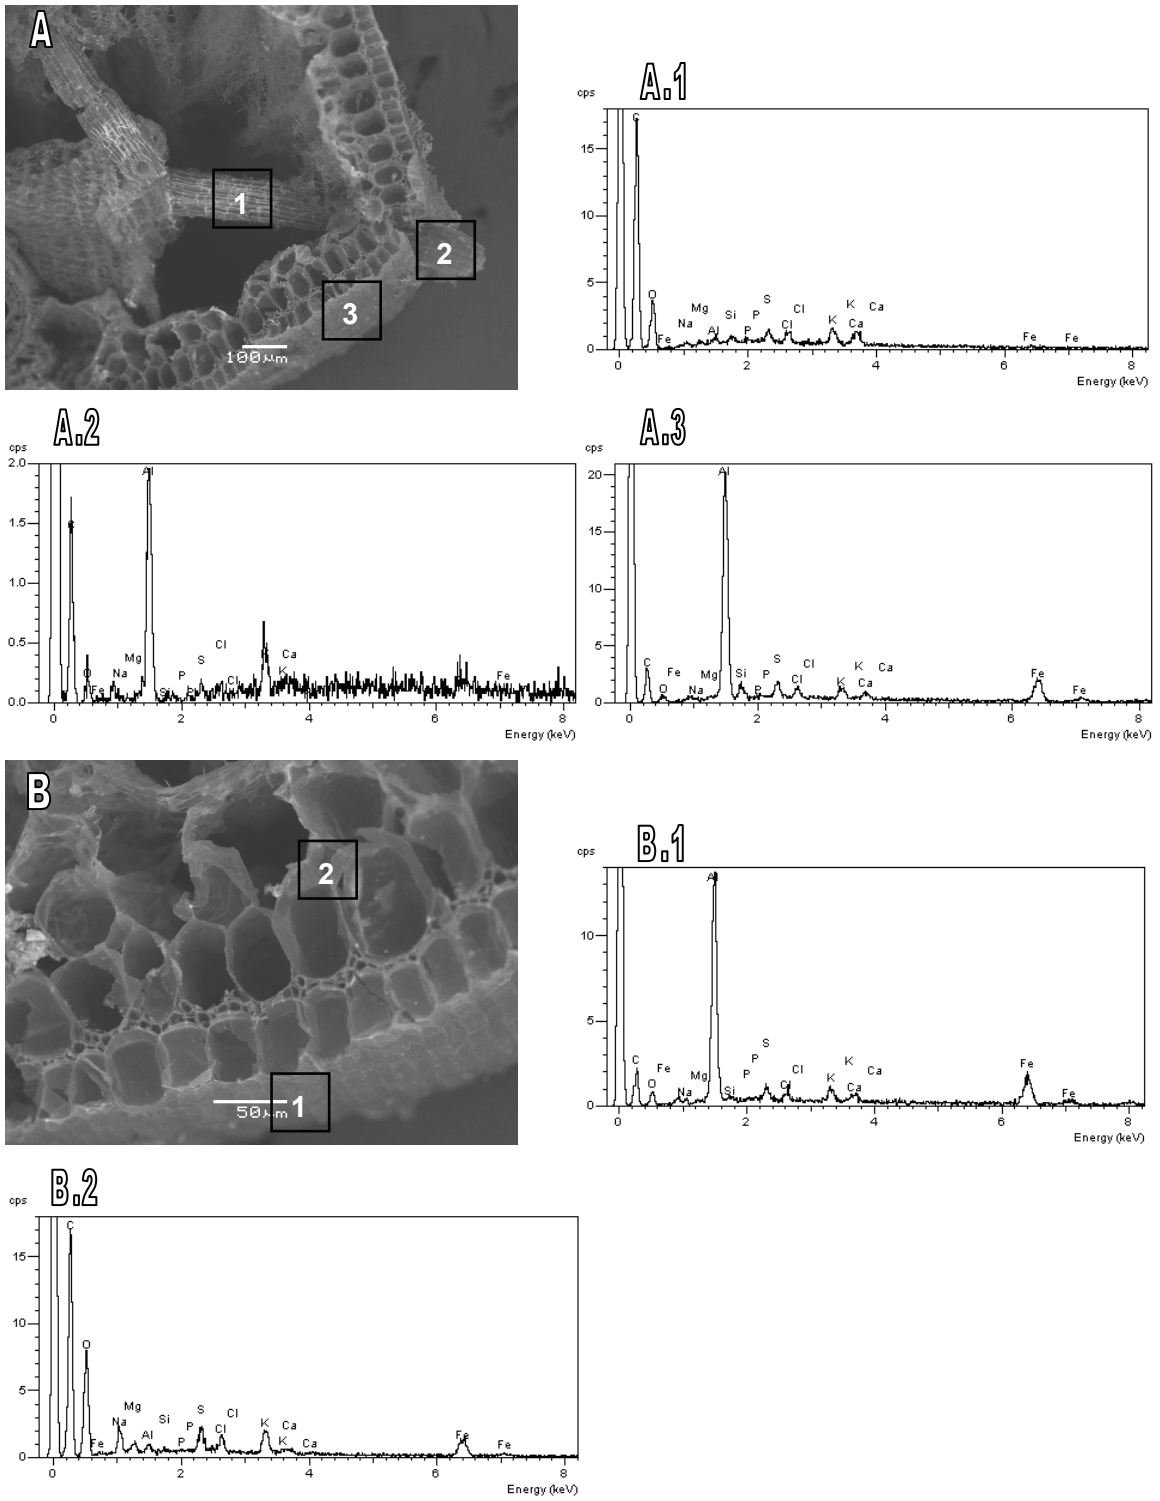 A
1
2
3
100μm
A.1
cps
15
10
5
0
C
O
Fe
Na
Mg
Al
Si
P
P
S
Cl
Cl
K
K
Ca
Ca
Fe
Fe
0
2
4
6
8
Energy (keV)
A.2
cps
2.0
1.5
1.0
0.5
0.0
C
O
Fe
Na
Mg
Al
Si
P
P
S
Cl
Cl
K
Ca
Fe
0
2
4
6
8
Energy (keV)
A.3
cps
20
15
10
5
0
C
O
Fe
Na
Mg
Al
Si
P
P
S
Cl
Cl
K
K
Ca
Ca
Fe
Fe
0
2
4
6
8
Energy (keV)
B
2
1
50μm
B.1
cps
10
5
0
C
O
Fe
Na
Mg
Al
Si
P
P
S
Cl
Cl
K
K
Ca
Ca
Fe
Fe
0
2
4
6
8
Energy (keV)
B.2
cps
15
10
5
0
C
O
Fe
Na
Mg
Al
Si
P
P
S
Cl
Cl
K
K
Ca
Ca
Fe
Fe
0
2
4
6
8
Energy (keV)